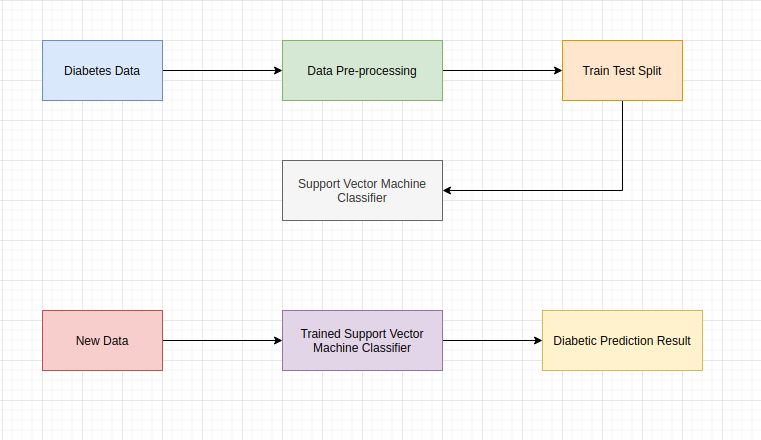 Diabetes Data
Data Pre-processing
Train Test Split
Support Vector Machine
Classifier
New Data
Trained Support Vector
Machine Classifier
Diabetic Prediction Result